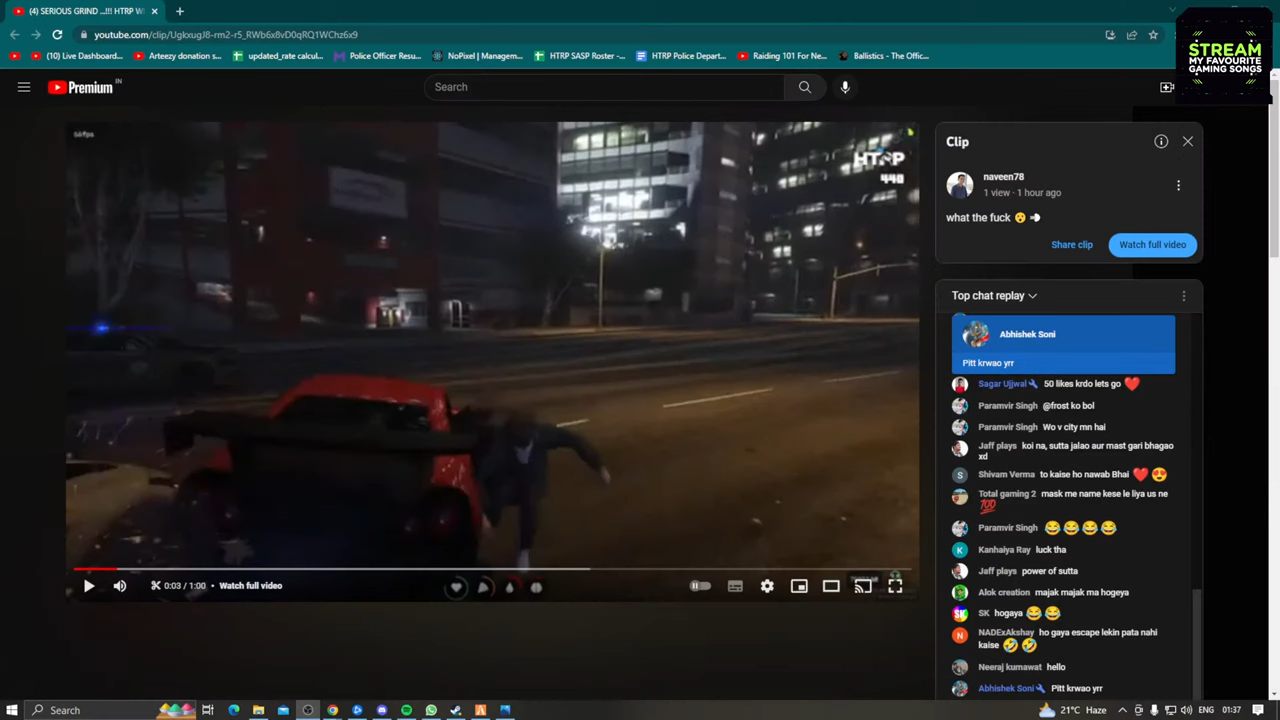 (4) SERIOUS GRIND ...!!! HTRP W
youtube.com/clip/UgkxugJ8-rm2-r5_RWb6x8vD0qRQ1WChz6x9
(10) Live Dashboard...
Arteezy donation s...
updated_rate calcul...
Police Officer Resu...
NoPixel | Managem...
HTRP SASP Roster -...
HTRP Police Depart...
Raiding 101 For Ne...
Ballistics - The Offic...
STREAM
MY FAVOURITE
GAMING SONGS
Premium IN
Search
58fps
HTRP
440
Clip
naveen78
1 view · 1 hour ago
what the fuck
Share clip
Watch full video
Top chat replay
Abhishek Soni
Pitt krwao yrr
Sagar Ujjwal 50 likes krdo lets go
Paramvir Singh @frost ko bol
Paramvir Singh Wo v city mn hai
Jaff plays koi na, sutta jalao aur mast gari bhagao
xd
Shivam Verma to kaise ho nawab Bhai
Total gaming 2 mask me name kese le liya us ne
100
Paramvir Singh
K
Kanhaiya Ray luck tha
Jaff plays power of sutta
Alok creation majak majak ma hogeya
SK hogaya
N
NADExAkshay ho gaya escape lekin pata nahi
kaise
Neeraj kumawat hello
Abhishek Soni Pitt krwao yrr
0:03 / 1:00 · Watch full video
Search
21°C Haze
ENG
01:37